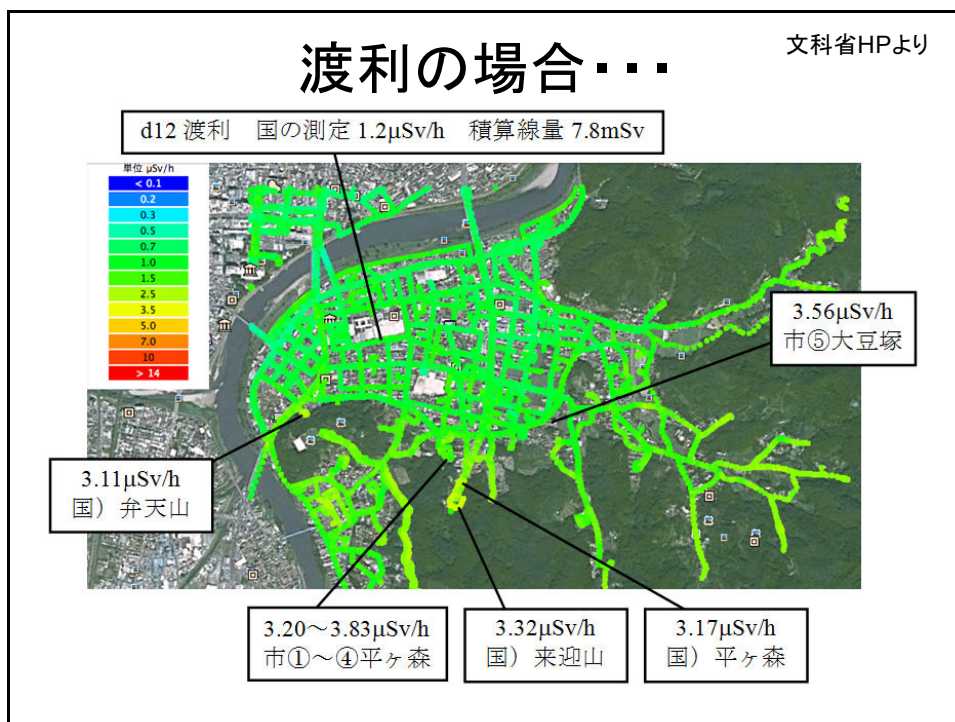 渡利の場合・・・
文科省HPより
d12 渡利　国の測定 1.2μSv/h　積算線量 7.8mSv
単位 μSv/h
< 0.1
0.2
0.3
0.5
0.7
1.0
1.5
2.5
3.5
5.0
7.0
10
> 14
3.56μSv/h
市⑤大豆塚
3.11μSv/h
国）弁天山
3.20～3.83μSv/h
市①～④平ヶ森
3.32μSv/h
国）来迎山
3.17μSv/h
国）平ヶ森